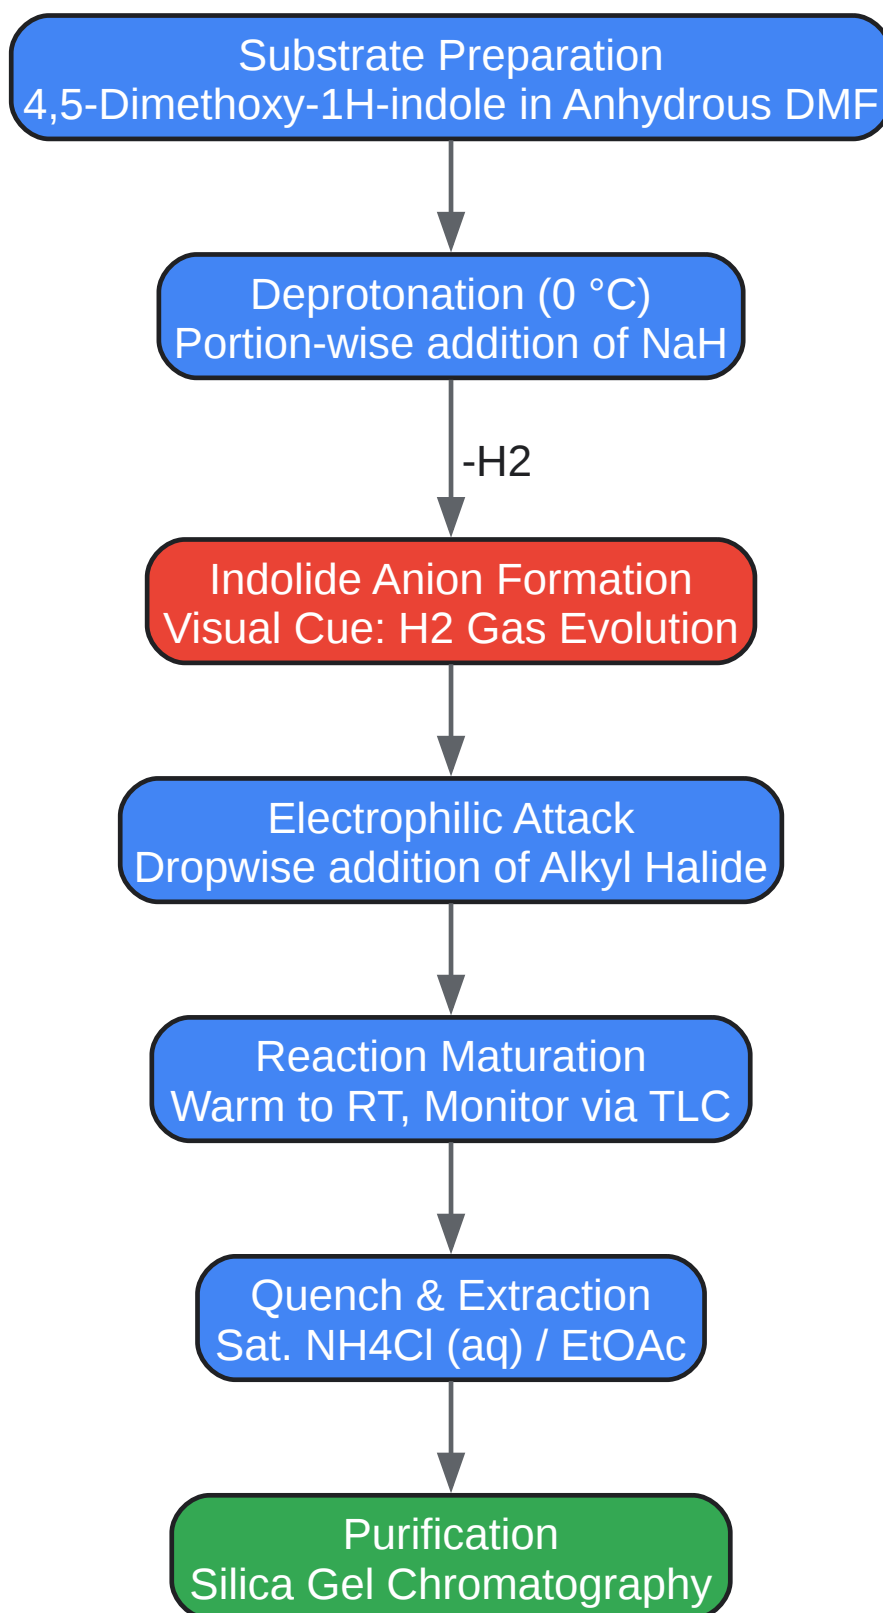 Substrate Preparation
4,5-Dimethoxy-1H-indole in Anhydrous DMF
Deprotonation (0 °C)
Portion-wise addition of NaH
-H2
Indolide Anion Formation
Visual Cue: H2 Gas Evolution
Electrophilic Attack
Dropwise addition of Alkyl Halide
Reaction Maturation
Warm to RT, Monitor via TLC
Quench & Extraction
Sat. NH4Cl (aq) / EtOAc
Purification
Silica Gel Chromatography